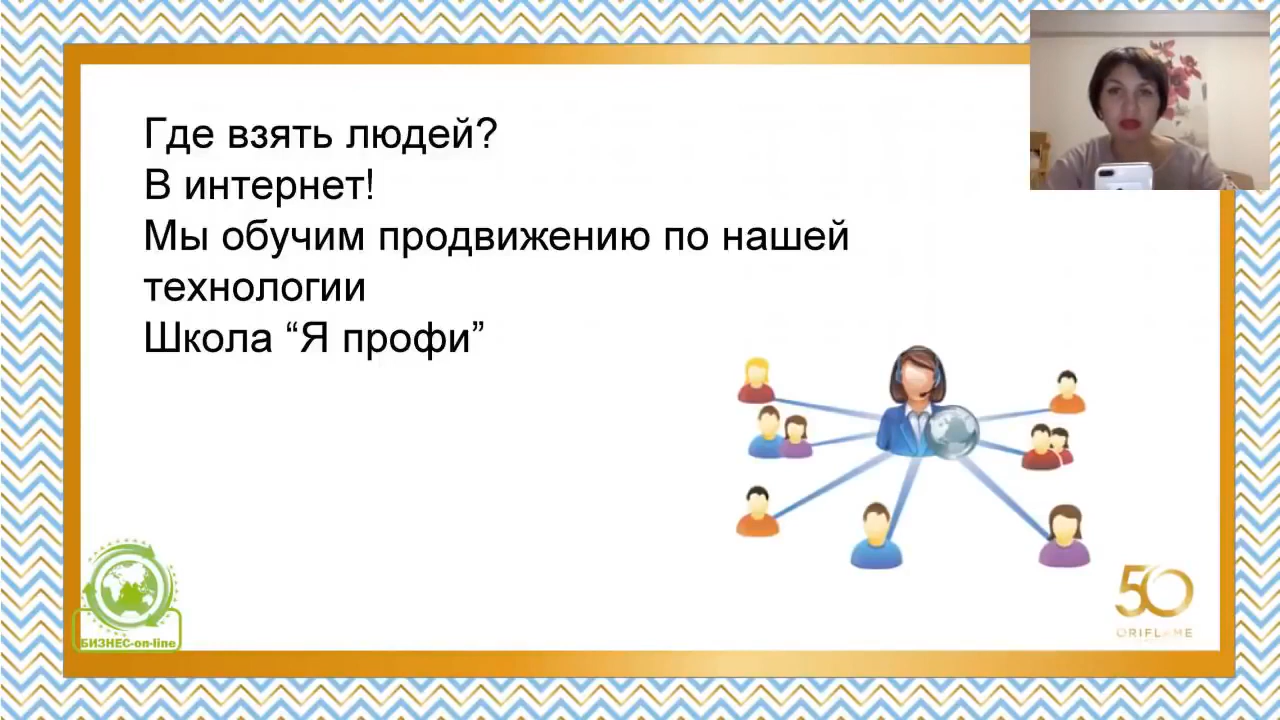 Где взять людей?
В интернет!
Мы обучим продвижению по нашей
технологии
Школа “Я профи”
БИЗНЕС-on-line
50
ORIFLAME